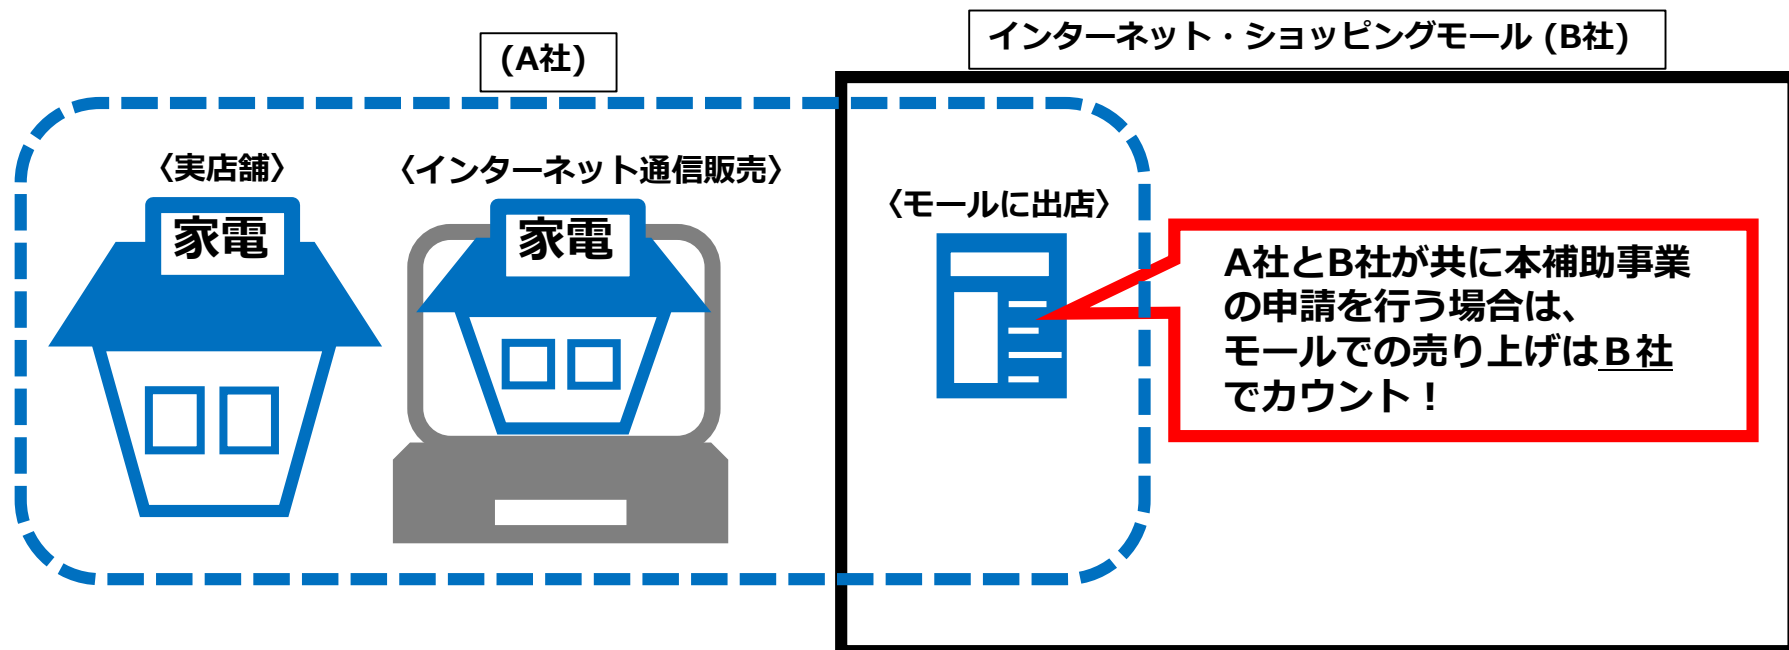 (A社)
インターネット・ショッピングモール (B社)
〈実店舗〉
〈インターネット通信販売〉
〈モールに出店〉
家電
家電
A社とB社が共に本補助事業
の申請を行う場合は、
モールでの売り上げはＢ社
でカウント！